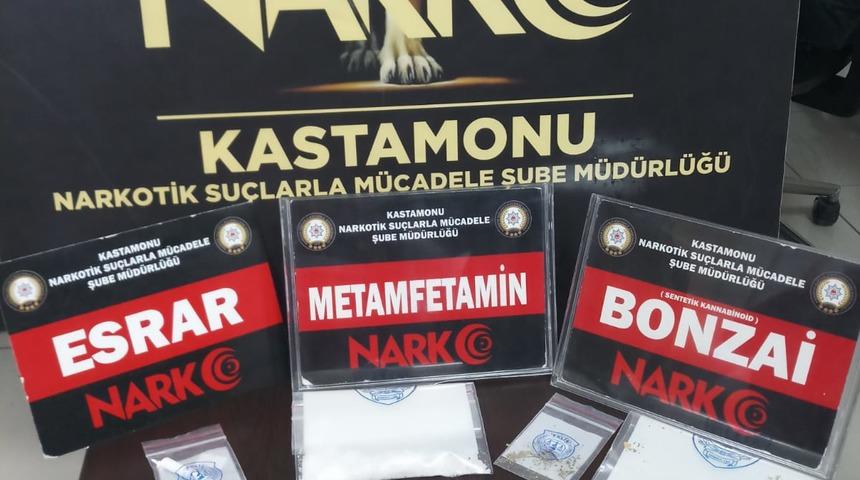 NARKO
KASTAMONU
NARKOTİK SUÇLARLA MÜCADELE ŞUBE MÜDÜRLÜĞÜ
KASTAMONU
NARKOTİK SUÇLARLA MÜCADELE
ŞUBE MÜDÜRLÜĞÜ
ESRAR
NARKO
KASTAMONU
NARKOTİK SUÇLARLA MÜCADELE
ŞUBE MÜDÜRLÜĞÜ
METAMFETAMİN
NARKO
KASTAMONU
NARKOTİK SUÇLARLA MÜCADELE
ŞUBE MÜDÜRLÜĞÜ
( SENTETİK KANNABİNOİD )
BONZAİ
NARKO